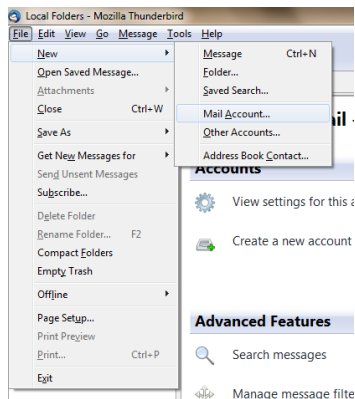 Local Folders - Mozilla Thunderbird
File Edit View Go Message Tools Help
New
Open Saved Message...
Attachments
Close Ctrl+W
Save As
Get New Messages for
Send Unsent Messages
Subscribe...
Delete Folder
Rename Folder... F2
Compact Folders
Empty Trash
Offline
Page Setup...
Print Preview
Print... Ctrl+P
Exit
Message Ctrl+N
Folder...
Saved Search...
Mail Account...
Other Accounts...
Address Book Contact...
Accounts
View settings for this
Create a new account
Advanced Features
Search messages
Manage message filte